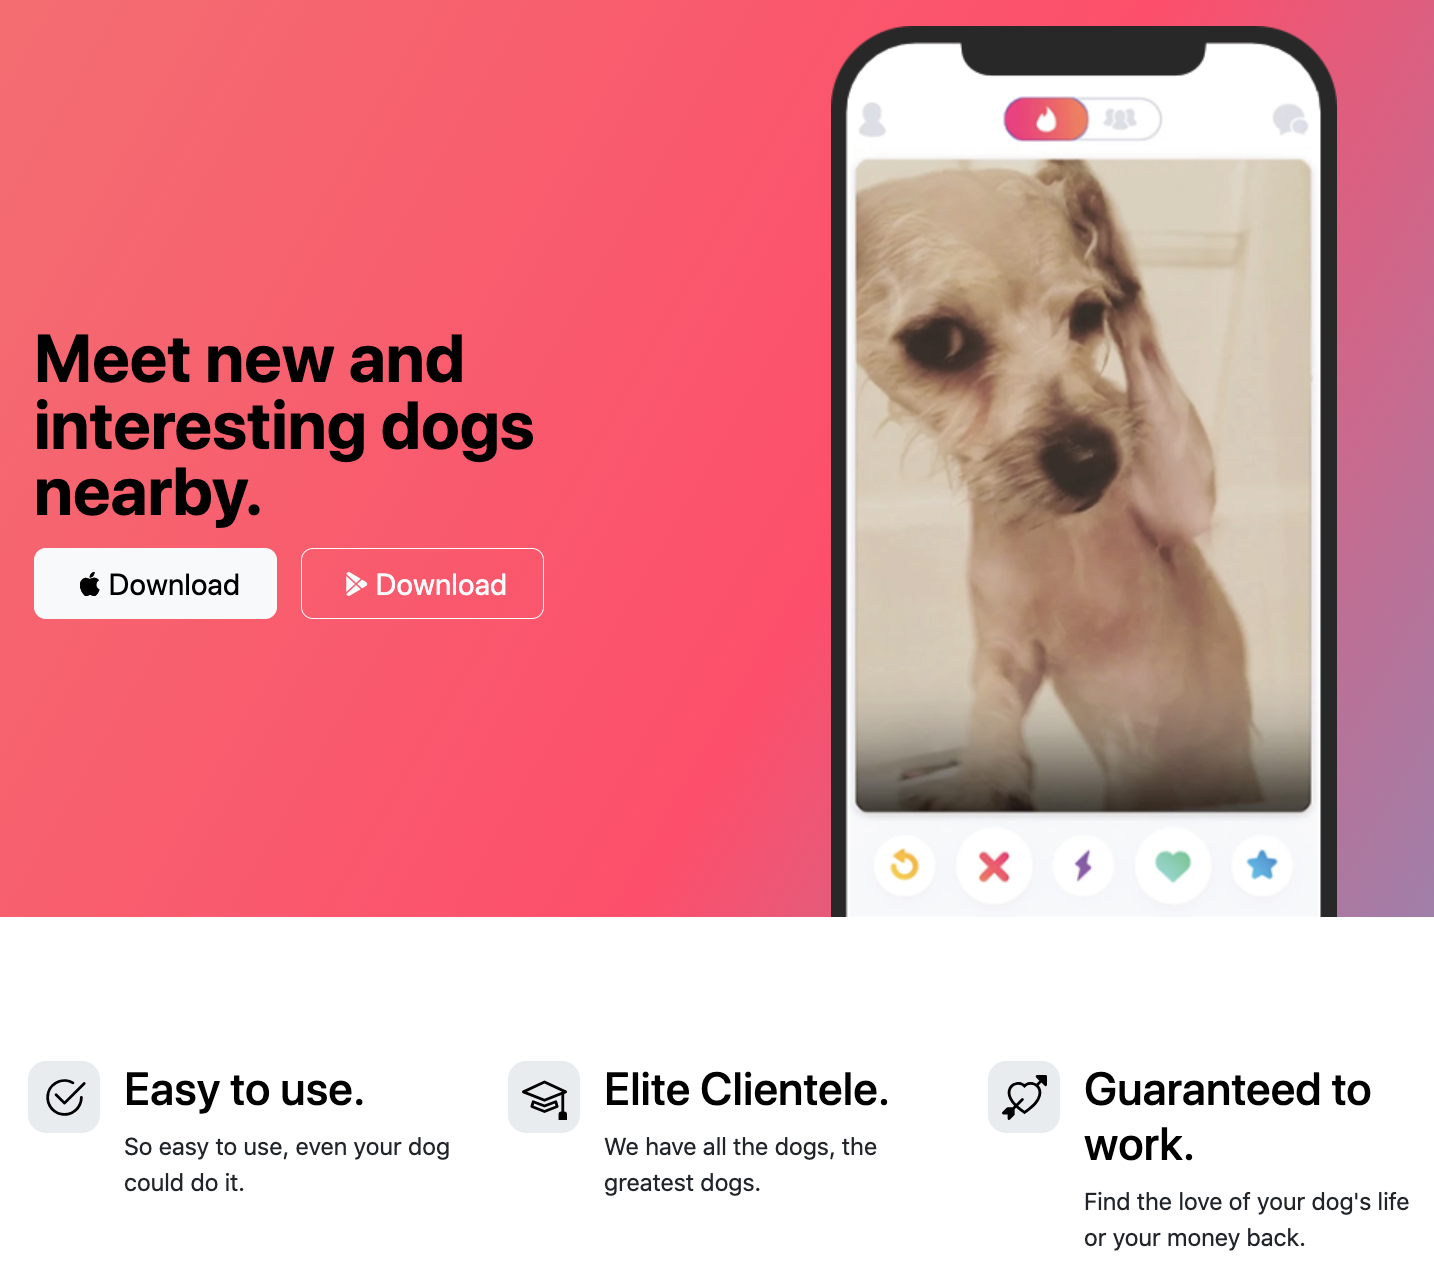 Meet new and
interesting dogs
nearby.
Download
Download
Easy to use.
So easy to use, even your dog
could do it.
Elite Clientele.
We have all the dogs, the
greatest dogs.
Guaranteed to
work.
Find the love of your dog's life
or your money back.